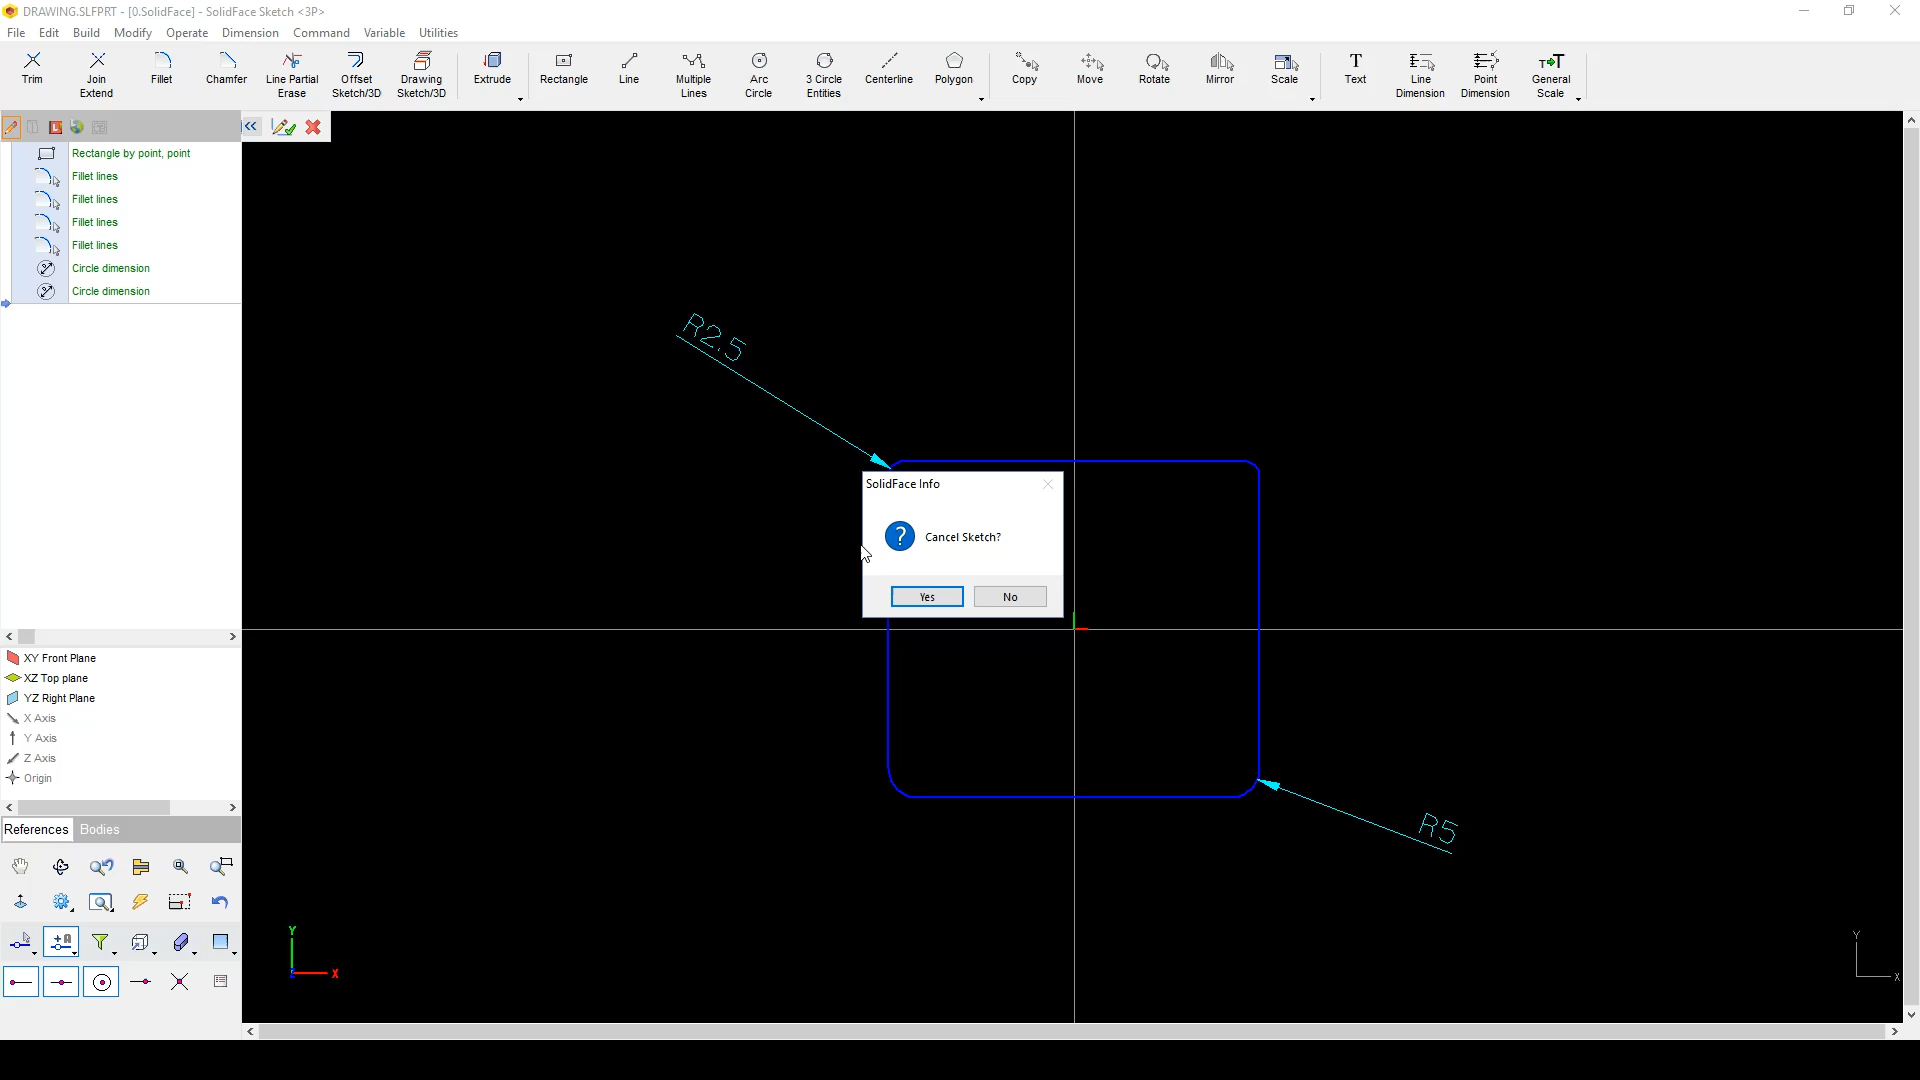 DRAWING.SLFPRT - [0.SolidFace] - SolidFace Sketch <3P>
File Edit Build Modify Operate Dimension Command Variable Utilities
Trim
Join Extend
Fillet
Chamfer
Line Partial Erase
Offset Sketch/3D
Drawing Sketch/3D
Extrude
Rectangle
Line
Multiple Lines
Arc Circle
3 Circle Entities
Centerline
Polygon
Copy
Move
Rotate
Mirror
Scale
Text
Line Dimension
Point Dimension
General Scale
Rectangle by point, point
Fillet lines
Fillet lines
Fillet lines
Fillet lines
Circle dimension
Circle dimension
R2.5
SolidFace Info
Cancel Sketch?
Yes No
R5
XY Front Plane
XZ Top plane
YZ Right Plane
X Axis
Y Axis
Z Axis
Origin
References Bodies
Y
X
Y
X